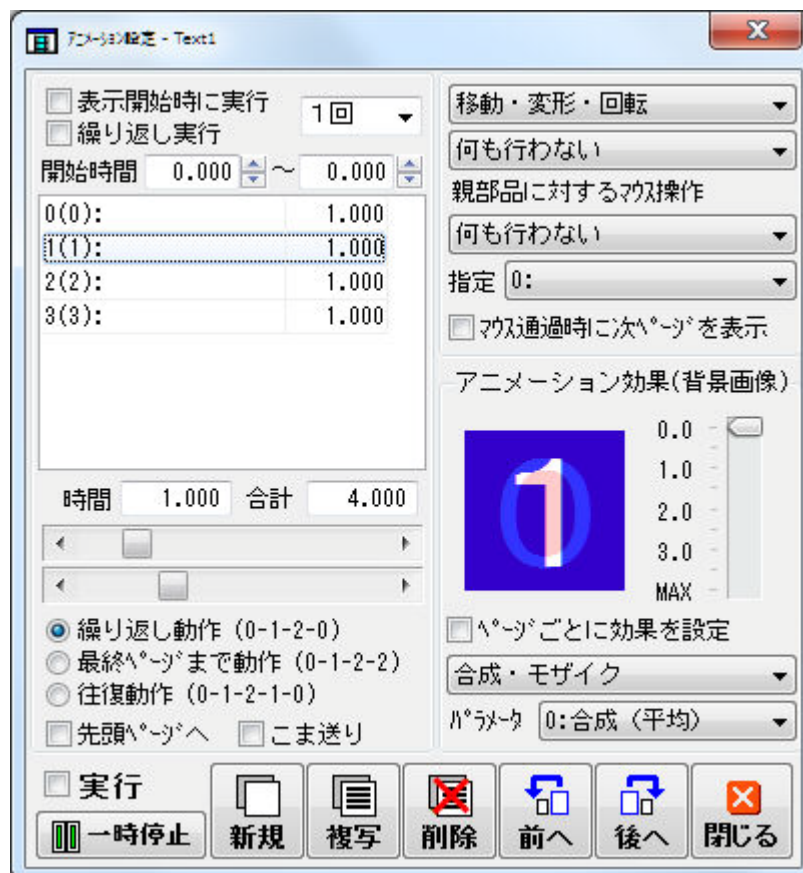 アニメーション設定 - Text1
表示開始時に実行
1回
繰り返し実行
開始時間 0.000 ～ 0.000
0(0): 1.000
1(1): 1.000
2(2): 1.000
3(3): 1.000
時間 1.000 合計 4.000
繰り返し動作 (0-1-2-0)
最終ﾍﾟｰｼﾞまで動作 (0-1-2-2)
往復動作 (0-1-2-1-0)
先頭ﾍﾟｰｼﾞへ こま送り
移動・変形・回転
何も行わない
親部品に対するﾏｳｽ操作
何も行わない
指定 0:
ﾏｳｽ通過時に次ﾍﾟｰｼﾞを表示
アニメーション効果(背景画像)
0 1
0.0
1.0
2.0
3.0
MAX
ﾍﾟｰｼﾞごとに効果を設定
合成・モザイク
ﾊﾟﾗﾒｰﾀ 0:合成 (平均)
実行
一時停止
新規
複写
削除
前へ
後へ
閉じる